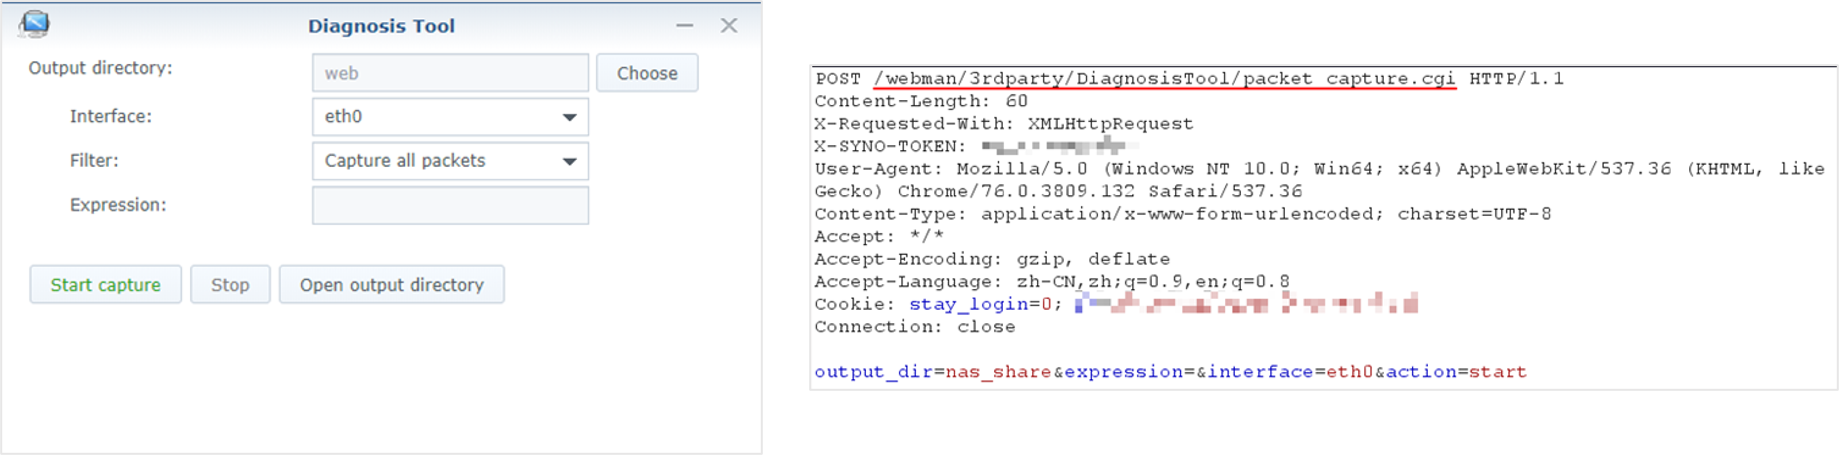 Diagnosis Tool
Output directory:
web
Choose
Interface:
eth0
Filter:
Capture all packets
Expression:
Start capture
Stop
Open output directory
POST /webman/3rdparty/DiagnosisTool/packet_capture.cgi HTTP/1.1
Content-Length: 60
X-Requested-With: XMLHttpRequest
X-SYNO-TOKEN:
User-Agent: Mozilla/5.0 (Windows NT 10.0; Win64; x64) AppleWebKit/537.36 (KHTML, like
Gecko) Chrome/76.0.3809.132 Safari/537.36
Content-Type: application/x-www-form-urlencoded; charset=UTF-8
Accept: */*
Accept-Encoding: gzip, deflate
Accept-Language: zh-CN,zh;q=0.9,en;q=0.8
Cookie: stay_login=0;
Connection: close
output_dir=nas_share&expression=&interface=eth0&action=start